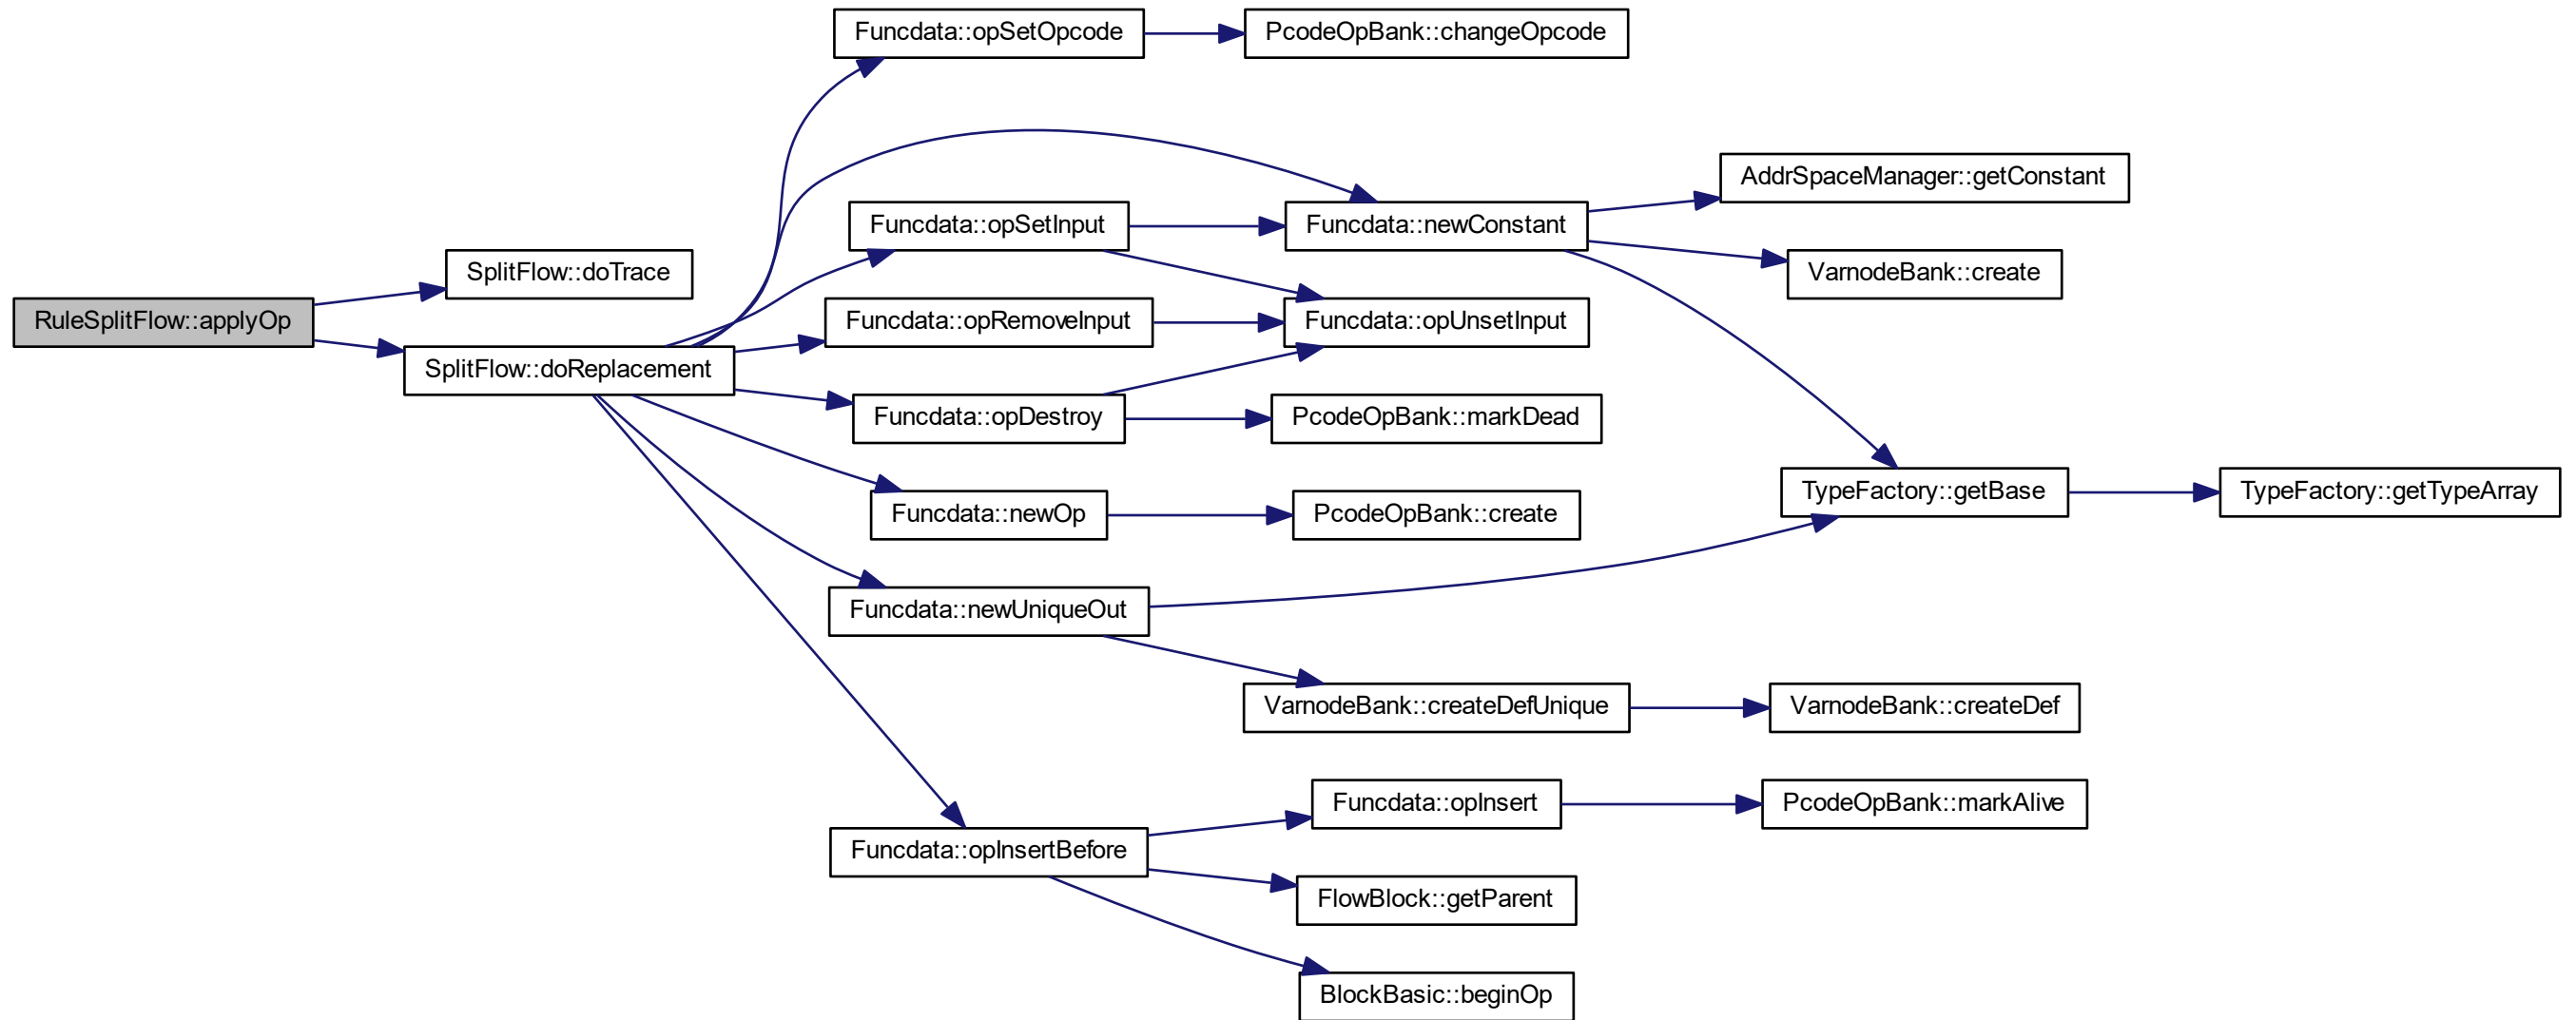 Funcdata::opSetOpcode
PcodeOpBank::changeOpcode
AddrSpaceManager::getConstant
Funcdata::opSetInput
Funcdata::newConstant
SplitFlow::doTrace
VarnodeBank::create
RuleSplitFlow::applyOp
Funcdata::opRemoveInput
Funcdata::opUnsetInput
SplitFlow::doReplacement
Funcdata::opDestroy
PcodeOpBank::markDead
TypeFactory::getBase
TypeFactory::getTypeArray
Funcdata::newOp
PcodeOpBank::create
Funcdata::newUniqueOut
VarnodeBank::createDefUnique
VarnodeBank::createDef
Funcdata::opInsert
PcodeOpBank::markAlive
Funcdata::opInsertBefore
FlowBlock::getParent
BlockBasic::beginOp